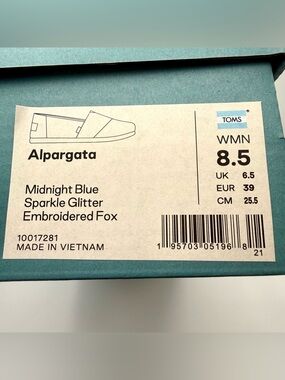 TOMS
Alpargata
WMN
8.5
UK 6.5
EUR 39
CM 25.5
Midnight Blue
Sparkle Glitter
Embroidered Fox
10017281
MADE IN VIETNAM
1 95703 05196 8
21